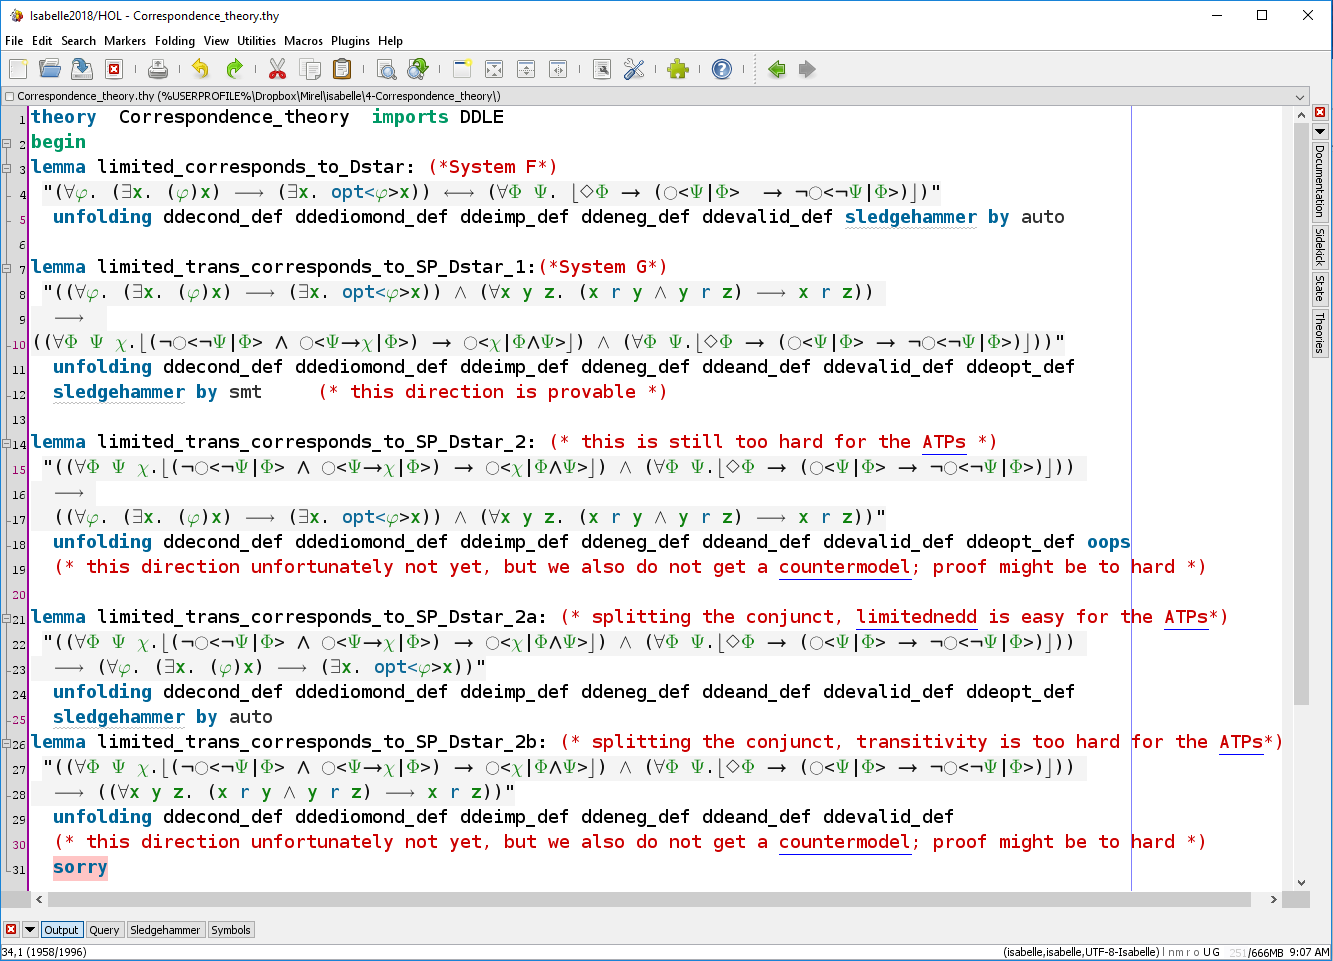 Isabelle2018/HOL - Correspondence_theory.thy
File Edit Search Markers Folding View Utilities Macros Plugins Help
Correspondence_theory.thy (%USERPROFILE%\Dropbox\Mirel\isabelle\4-Correspondence_theory\)
1 theory Correspondence_theory imports DDLE
2 begin
3 lemma limited_corresponds_to_Dstar: (*System F*)
4 "(∀φ. (∃x. (φ)x) ⟶ (∃x. opt<φ>x)) ⟷ (∀Φ Ψ. ⌊◇Φ → (○<Ψ|Φ> → ¬○<¬Ψ|Φ>)⌋)"
5 unfolding ddecond_def ddediomond_def ddeimp_def ddeneg_def ddevalid_def sledgehammer by auto
6
7 lemma limited_trans_corresponds_to_SP_Dstar_1:(*System G*)
8 "((∀φ. (∃x. (φ)x) ⟶ (∃x. opt<φ>x)) ∧ (∀x y z. (x r y ∧ y r z) ⟶ x r z))
9 ⟶
10 ((∀Φ Ψ χ.⌊(¬○<¬Ψ|Φ> ∧ ○<Ψ→χ|Φ>) → ○<χ|Φ∧Ψ>⌋) ∧ (∀Φ Ψ.⌊◇Φ → (○<Ψ|Φ> → ¬○<¬Ψ|Φ>)⌋))"
11 unfolding ddecond_def ddediomond_def ddeimp_def ddeneg_def ddeand_def ddevalid_def ddeopt_def
12 sledgehammer by smt (* this direction is provable *)
13
14 lemma limited_trans_corresponds_to_SP_Dstar_2: (* this is still too hard for the ATPs *)
15 "((∀Φ Ψ χ.⌊(¬○<¬Ψ|Φ> ∧ ○<Ψ→χ|Φ>) → ○<χ|Φ∧Ψ>⌋) ∧ (∀Φ Ψ.⌊◇Φ → (○<Ψ|Φ> → ¬○<¬Ψ|Φ>)⌋))
16 ⟶
17 ((∀φ. (∃x. (φ)x) ⟶ (∃x. opt<φ>x)) ∧ (∀x y z. (x r y ∧ y r z) ⟶ x r z))"
18 unfolding ddecond_def ddediomond_def ddeimp_def ddeneg_def ddeand_def ddevalid_def ddeopt_def oops
19 (* this direction unfortunately not yet, but we also do not get a countermodel; proof might be to hard *)
20
21 lemma limited_trans_corresponds_to_SP_Dstar_2a: (* splitting the conjunct, limitednedd is easy for the ATPs*)
22 "((∀Φ Ψ χ.⌊(¬○<¬Ψ|Φ> ∧ ○<Ψ→χ|Φ>) → ○<χ|Φ∧Ψ>⌋) ∧ (∀Φ Ψ.⌊◇Φ → (○<Ψ|Φ> → ¬○<¬Ψ|Φ>)⌋))
23 ⟶ (∀φ. (∃x. (φ)x) ⟶ (∃x. opt<φ>x))"
24 unfolding ddecond_def ddediomond_def ddeimp_def ddeneg_def ddeand_def ddevalid_def ddeopt_def
25 sledgehammer by auto
26 lemma limited_trans_corresponds_to_SP_Dstar_2b: (* splitting the conjunct, transitivity is too hard for the ATPs*)
27 "((∀Φ Ψ χ.⌊(¬○<¬Ψ|Φ> ∧ ○<Ψ→χ|Φ>) → ○<χ|Φ∧Ψ>⌋) ∧ (∀Φ Ψ.⌊◇Φ → (○<Ψ|Φ> → ¬○<¬Ψ|Φ>)⌋))
28 ⟶ ((∀x y z. (x r y ∧ y r z) ⟶ x r z))"
29 unfolding ddecond_def ddediomond_def ddeimp_def ddeneg_def ddeand_def ddevalid_def
30 (* this direction unfortunately not yet, but we also do not get a countermodel; proof might be to hard *)
31 sorry
Documentation
Sidekick
State
Theories
Output Query Sledgehammer Symbols
34,1 (1958/1996) (isabelle,isabelle,UTF-8-Isabelle) | n m r o U G 251/666MB 9:07 AM